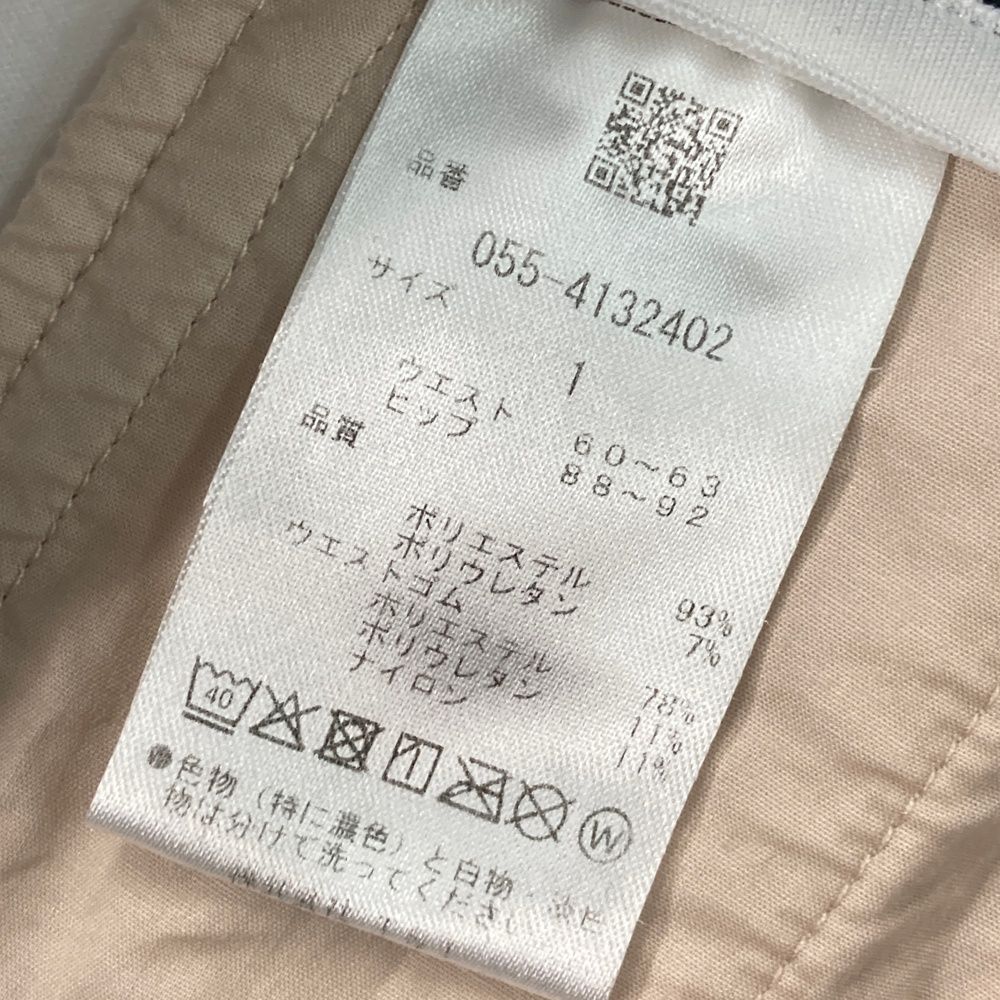 品番
055-4132402
サイズ
1
ウエスト 60～63
ヒップ 88～92
品質
ポリエステル 93%
ポリウレタン 7%
ウエストゴム
ポリエステル 78%
ポリウレタン 11%
ナイロン 11%
40
W
●色物（特に濃色）と白物・淡色
物は分けて洗ってください